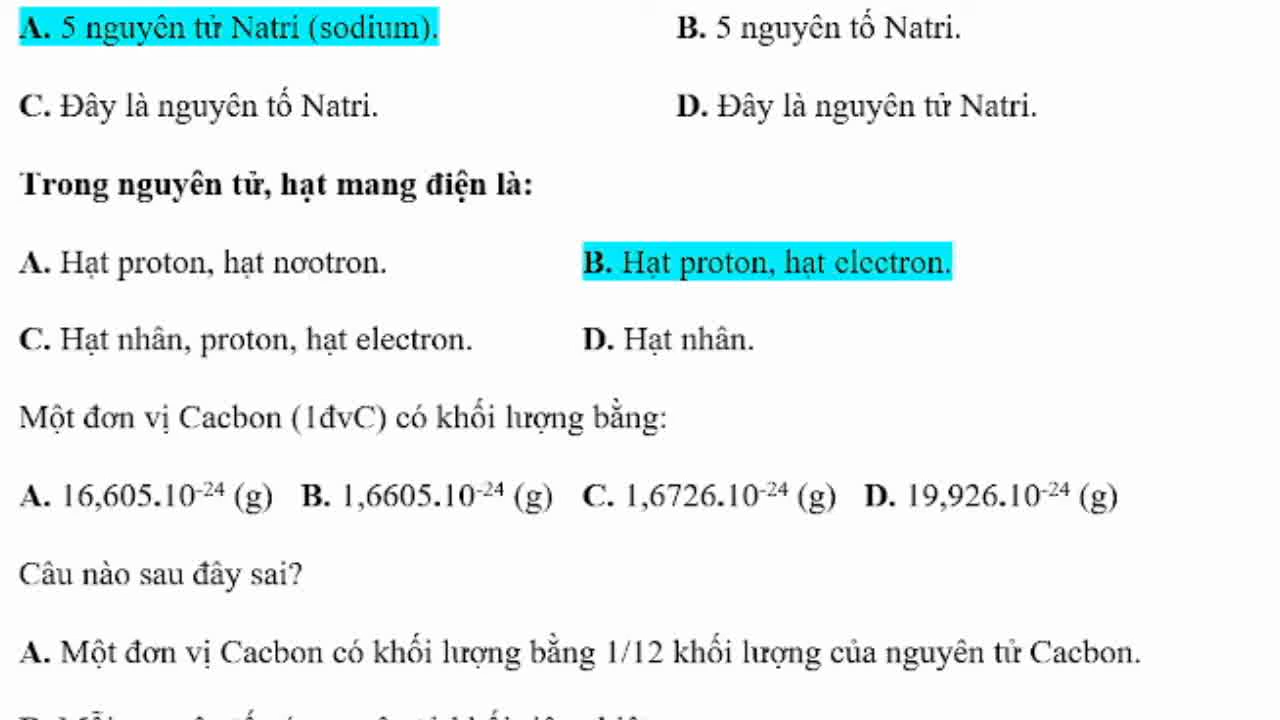 A. 5 nguyên tử Natri (sodium). B. 5 nguyên tố Natri.
C. Đây là nguyên tố Natri. D. Đây là nguyên tử Natri.
Trong nguyên tử, hạt mang điện là:
A. Hạt proton, hạt nơotron. B. Hạt proton, hạt electron.
C. Hạt nhân, proton, hạt electron. D. Hạt nhân.
Một đơn vị Cacbon (1đvC) có khối lượng bằng:
A. 16,605.10⁻²⁴ (g) B. 1,6605.10⁻²⁴ (g) C. 1,6726.10⁻²⁴ (g) D. 19,926.10⁻²⁴ (g)
Câu nào sau đây sai?
A. Một đơn vị Cacbon có khối lượng bằng 1/12 khối lượng của nguyên tử Cacbon.